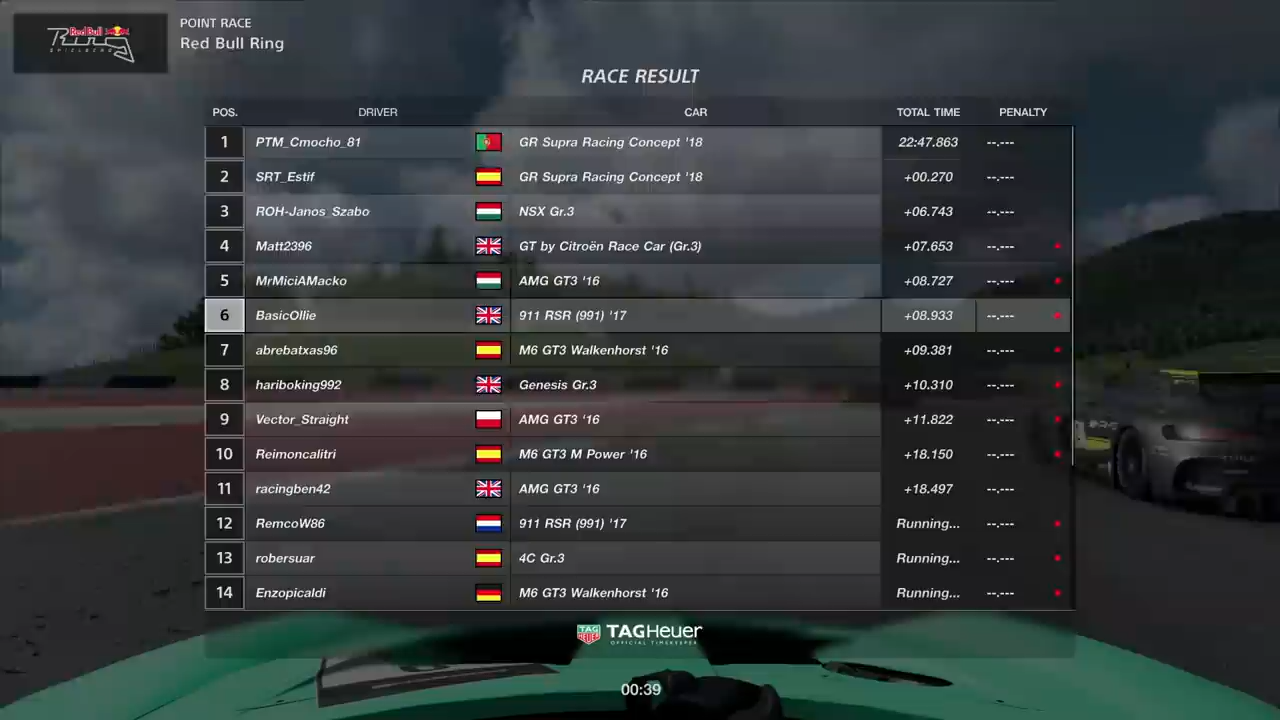 POINT RACE
Red Bull Ring
Red Bull
Ring
SPIELBERG
RACE RESULT
POS. DRIVER CAR TOTAL TIME PENALTY
1 PTM_Cmocho_81 GR Supra Racing Concept '18 22:47.863 --.---
2 SRT_Estif GR Supra Racing Concept '18 +00.270 --.---
3 ROH-Janos_Szabo NSX Gr.3 +06.743 --.---
4 Matt2396 GT by Citroën Race Car (Gr.3) +07.653 --.---
5 MrMiciAMacko AMG GT3 '16 +08.727 --.---
6 BasicOllie 911 RSR (991) '17 +08.933 --.---
7 abrebatxas96 M6 GT3 Walkenhorst '16 +09.381 --.---
8 hariboking992 Genesis Gr.3 +10.310 --.---
9 Vector_Straight AMG GT3 '16 +11.822 --.---
10 Reimoncalitri M6 GT3 M Power '16 +18.150 --.---
11 racingben42 AMG GT3 '16 +18.497 --.---
12 RemcoW86 911 RSR (991) '17 Running... --.---
13 robersuar 4C Gr.3 Running... --.---
14 Enzopicaldi M6 GT3 Walkenhorst '16 Running... --.---
TAG HEUER TAGHeuer
OFFICIAL TIMEKEEPER
00:39